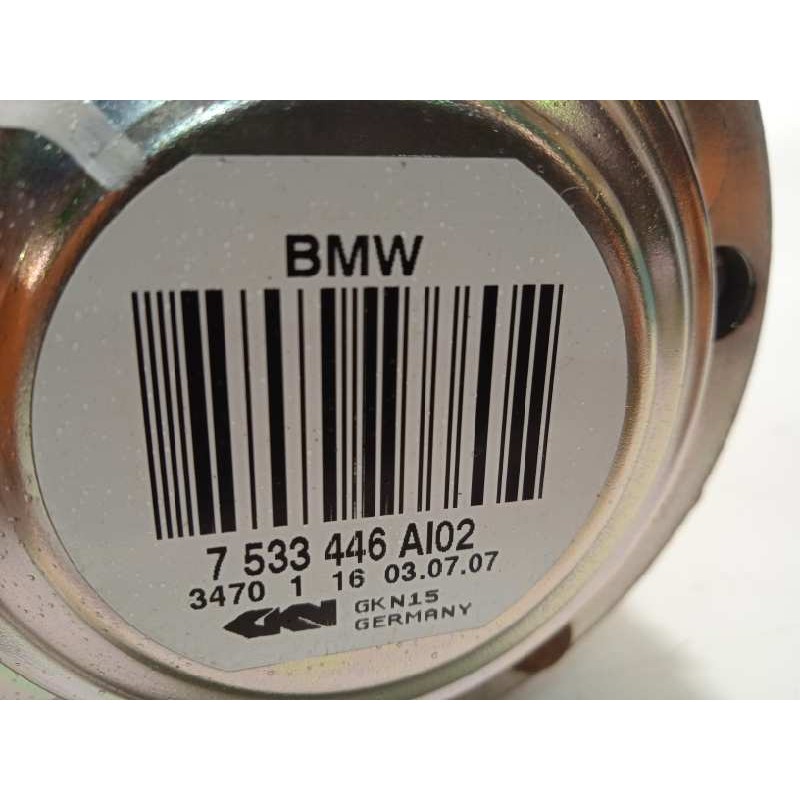 BMW
7 533 446 AI02
3470 1 16 03.07.07
GKN GKN15
GERMANY